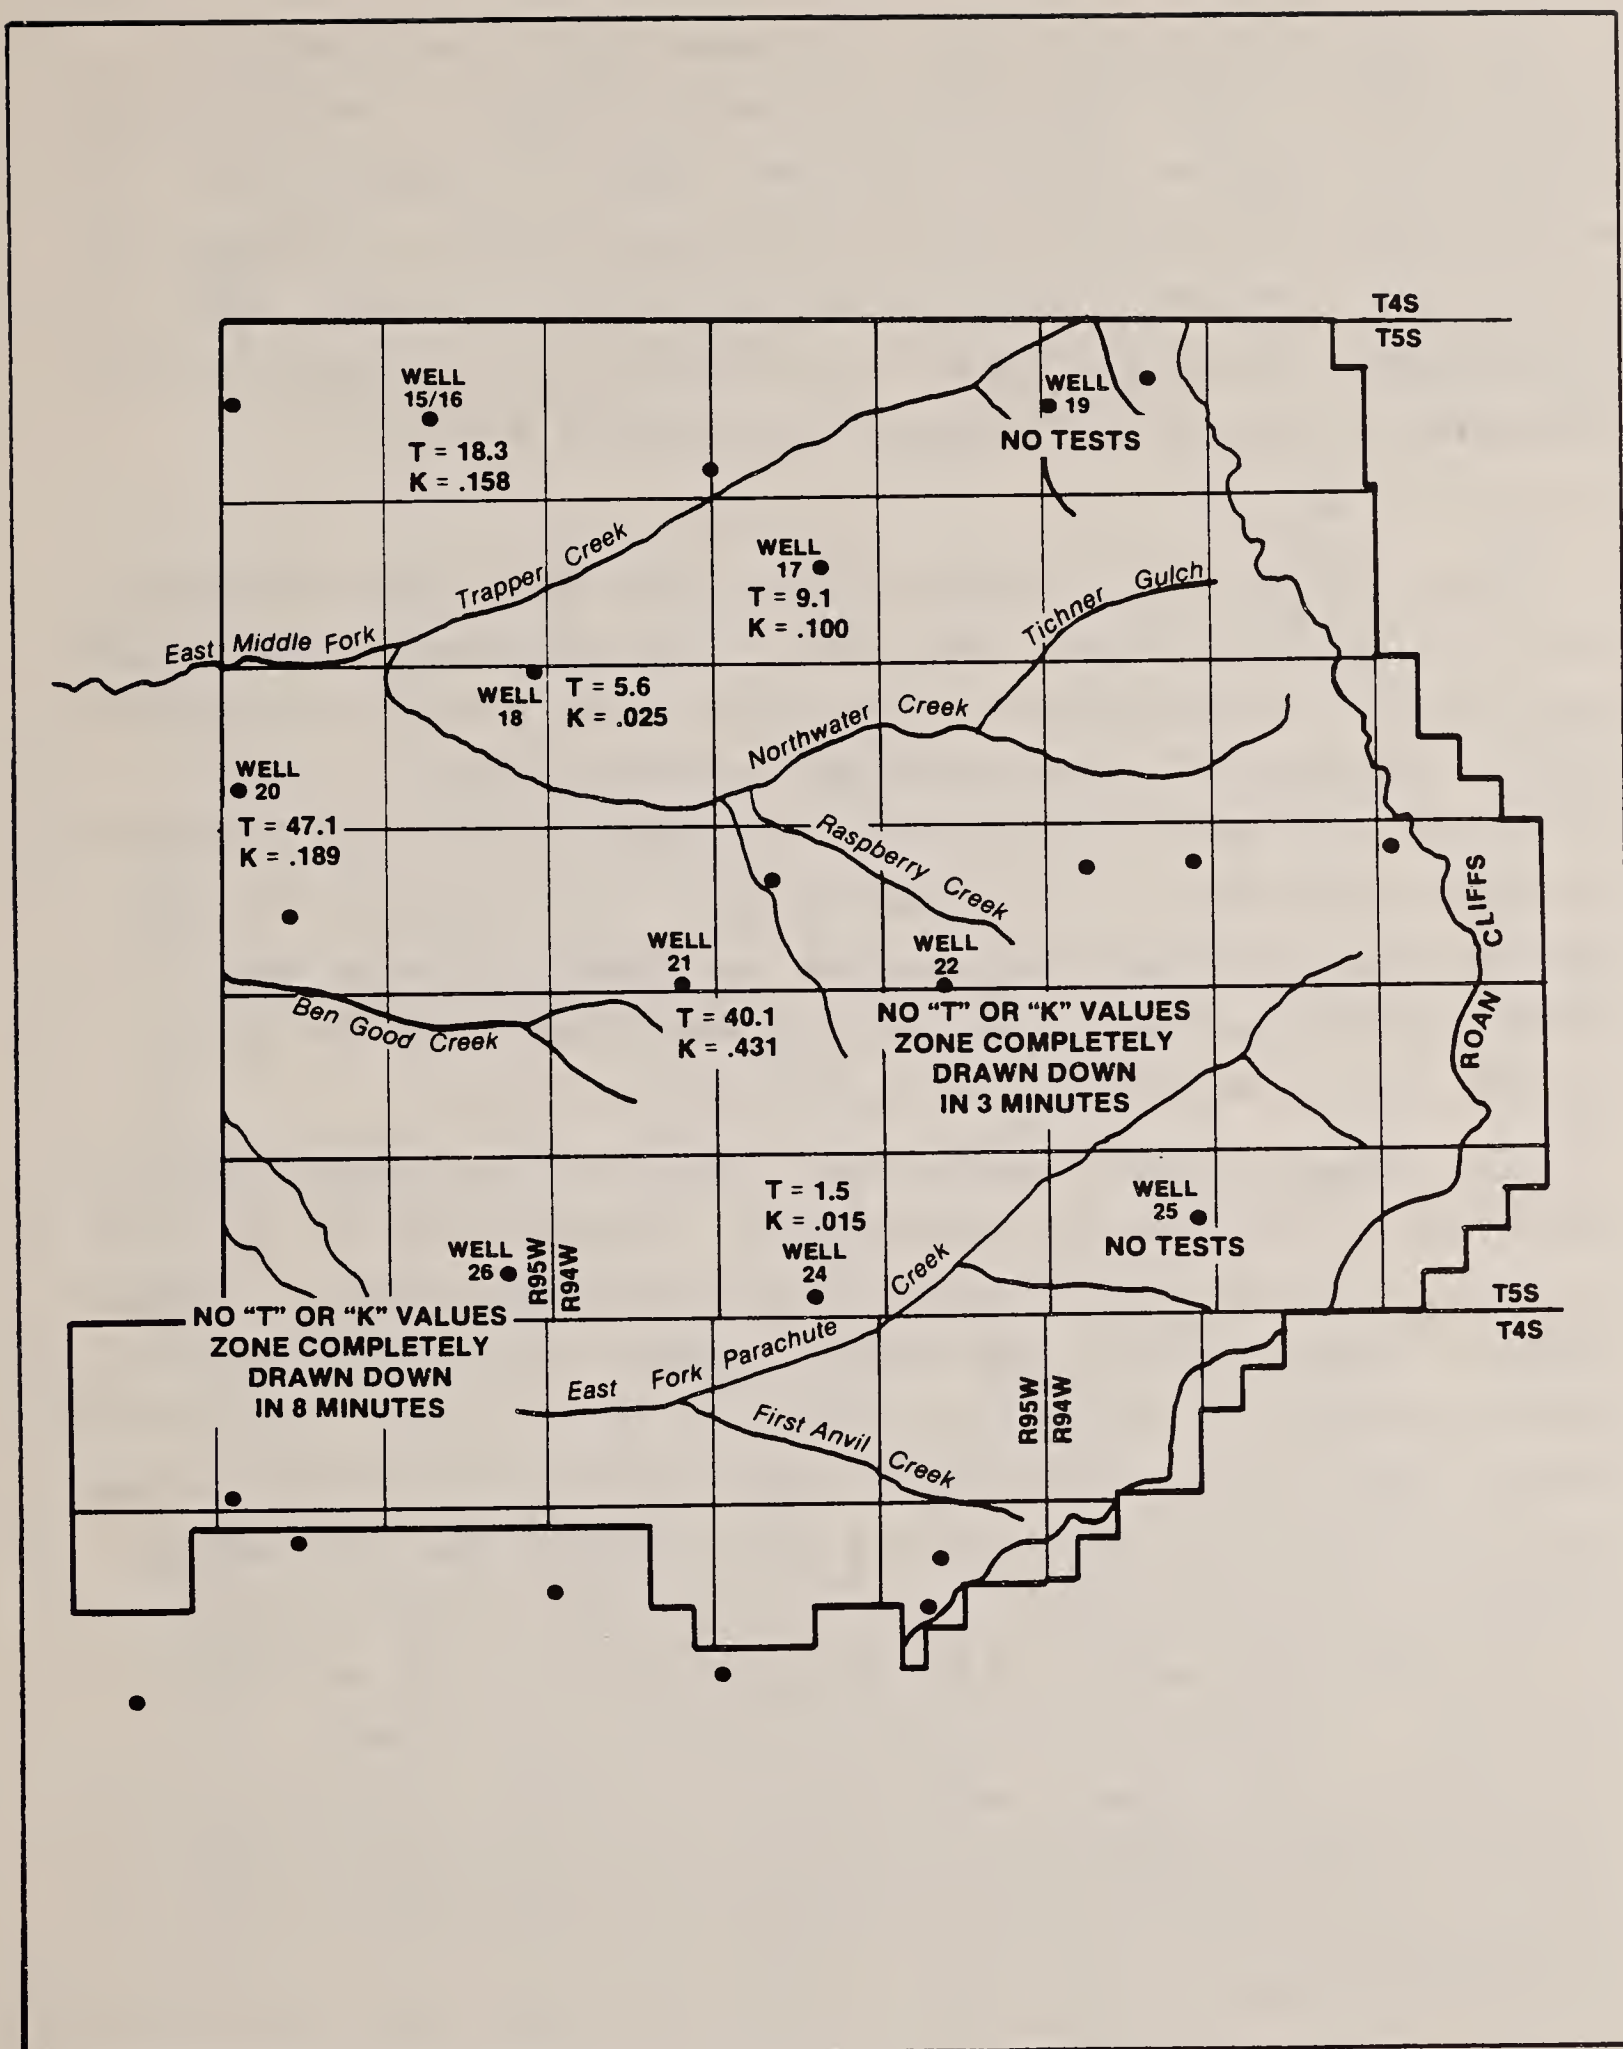 T4S
T5S
WELL
15/16
T = 18.3
K = .158
WELL
19
NO TESTS
Trapper Creek
WELL
17
T = 9.1
K = .100
Tichner Gulch
East Middle Fork
WELL
18
T = 5.6
K = .025
Northwater Creek
WELL
20
T = 47.1
K = .189
Raspberry Creek
ROAN CLIFFS
WELL
21
T = 40.1
K = .431
WELL
22
NO "T" OR "K" VALUES
ZONE COMPLETELY
DRAWN DOWN
IN 3 MINUTES
Ben Good Creek
T = 1.5
K = .015
WELL
24
WELL
25
NO TESTS
WELL
26
R95W
R94W
NO "T" OR "K" VALUES
ZONE COMPLETELY
DRAWN DOWN
IN 8 MINUTES
T5S
T4S
East Fork Parachute Creek
First Anvil Creek
R95W
R94W